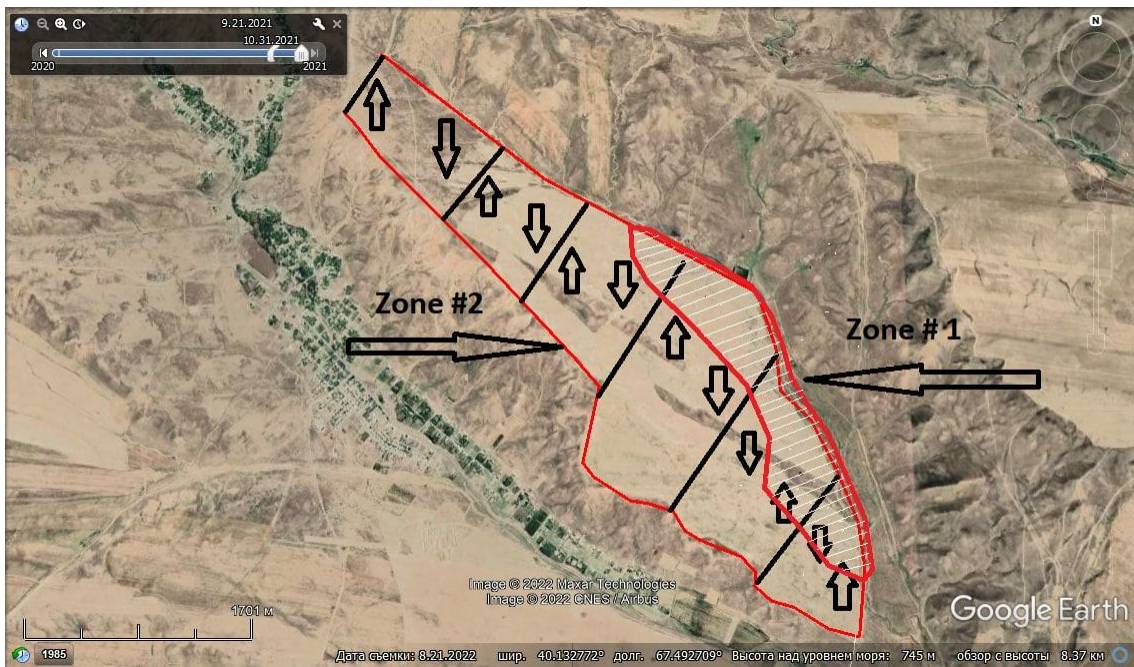 9.21.2021
10.31.2021
2020
2021
N
Zone #2
Zone # 1
Image © 2022 Maxar Technologies
Image © 2022 CNES / Airbus
1701 м
Google Earth
1985
Дата съемки: 8.21.2022 шир. 40.132772° долг. 67.492709° Высота над уровнем моря: 745 м обзор с высоты 8.37 км